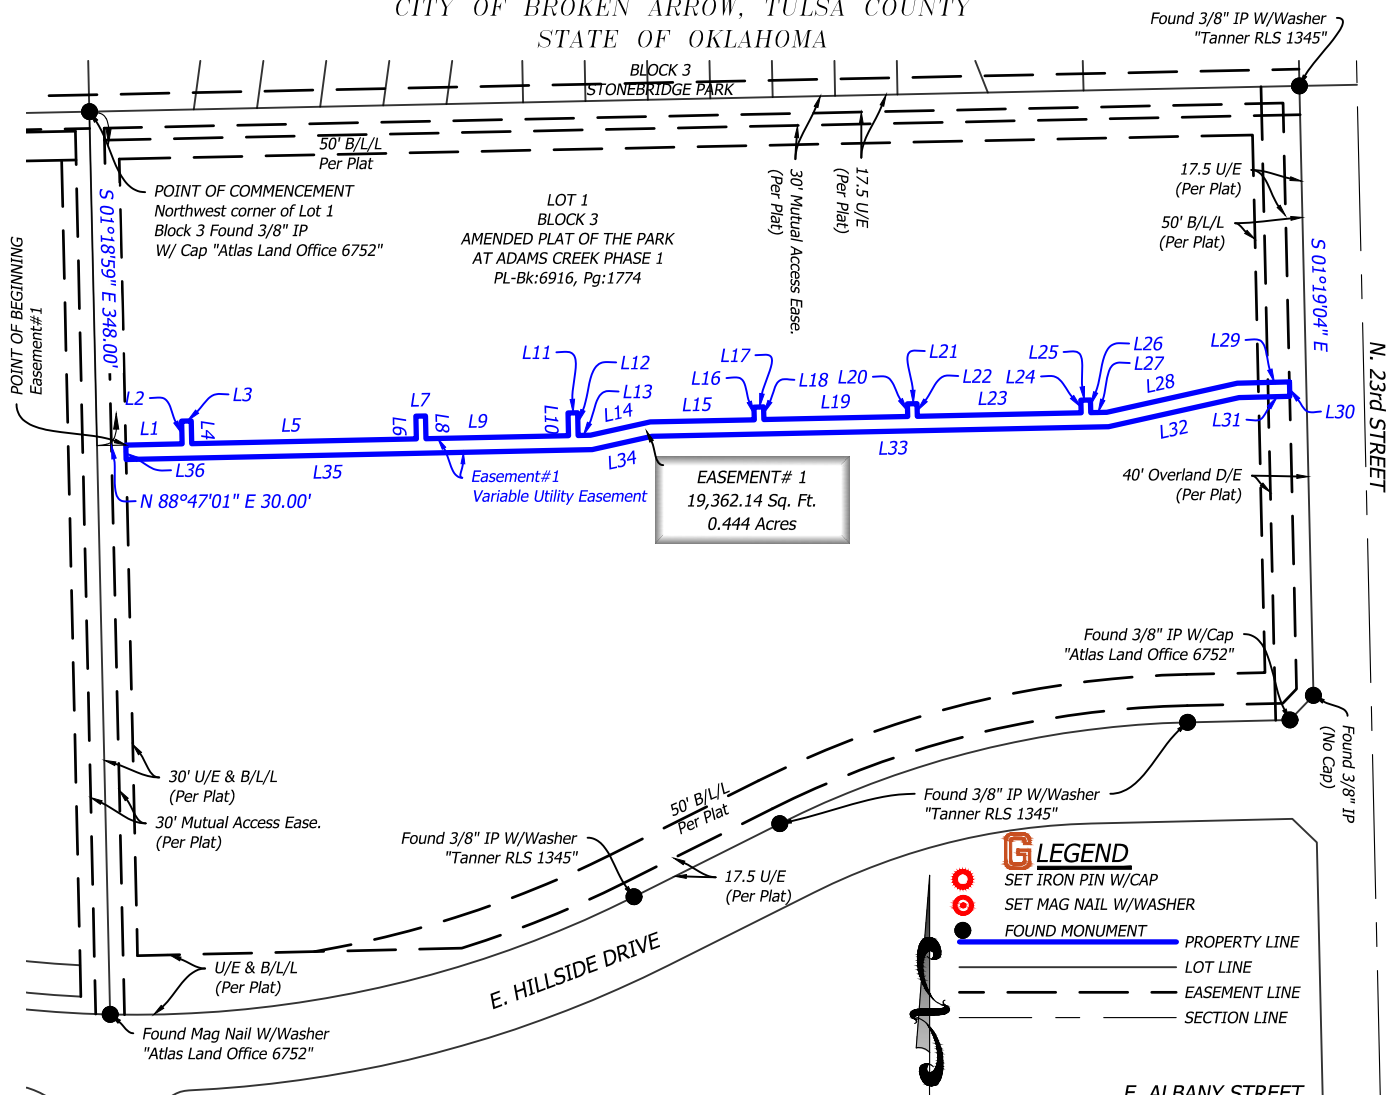 CITY OF BROKEN ARROW, TULSA COUNTY
STATE OF OKLAHOMA
Found 3/8" IP W/Washer
"Tanner RLS 1345"
BLOCK 3
STONEBRIDGE PARK
50' B/L/L
Per Plat
POINT OF COMMENCEMENT
Northwest corner of Lot 1
Block 3 Found 3/8" IP
W/ Cap "Atlas Land Office 6752"
LOT 1
BLOCK 3
AMENDED PLAT OF THE PARK
AT ADAMS CREEK PHASE 1
PL-Bk:6916, Pg:1774
30' Mutual Access Ease.
(Per Plat)
17.5 U/E
(Per Plat)
17.5 U/E
(Per Plat)
50' B/L/L
(Per Plat)
S 01°18'59" E 348.00'
S 01°19'04" E
N. 23rd STREET
POINT OF BEGINNING
Easement#1
L1
L2
L3
L4
L5
L6
L7
L8
L9
L10
L11
L12
L13
L14
L15
L16
L17
L18
L19
L20
L21
L22
L23
L24
L25
L26
L27
L28
L29
L30
L31
L32
L33
L34
L35
L36
N 88°47'01" E 30.00'
Easement#1
Variable Utility Easement
EASEMENT# 1
19,362.14 Sq. Ft.
0.444 Acres
40' Overland D/E
(Per Plat)
Found 3/8" IP W/Cap
"Atlas Land Office 6752"
Found 3/8" IP
(No Cap)
30' U/E & B/L/L
(Per Plat)
30' Mutual Access Ease.
(Per Plat)
50' B/L/L
Per Plat
Found 3/8" IP W/Washer
"Tanner RLS 1345"
Found 3/8" IP W/Washer
"Tanner RLS 1345"
17.5 U/E
(Per Plat)
U/E & B/L/L
(Per Plat)
E. HILLSIDE DRIVE
Found Mag Nail W/Washer
"Atlas Land Office 6752"
G LEGEND
SET IRON PIN W/CAP
SET MAG NAIL W/WASHER
FOUND MONUMENT
PROPERTY LINE
LOT LINE
EASEMENT LINE
SECTION LINE
E. ALBANY STREET